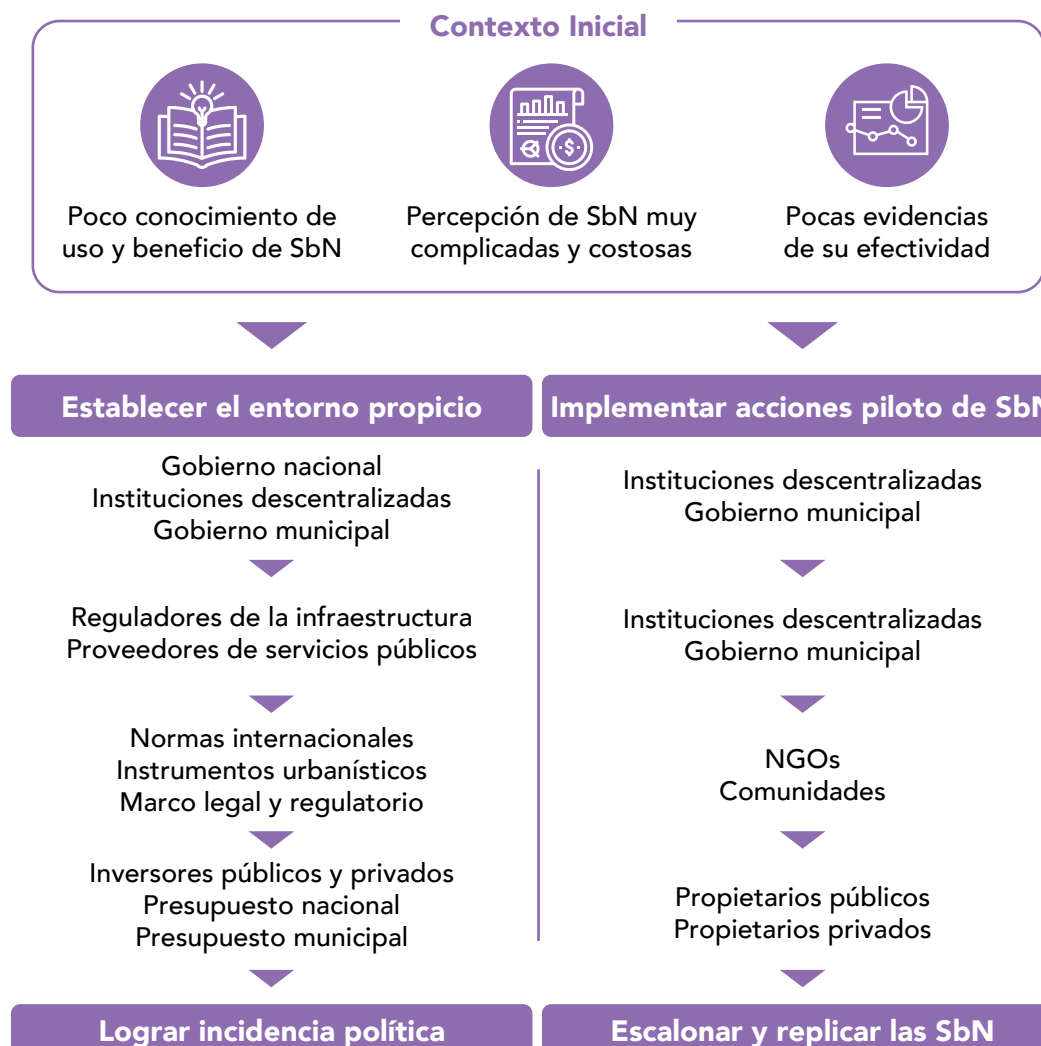 Contexto Inicial
Poco conocimiento de
uso y beneficio de SbN
Percepción de SbN muy
complicadas y costosas
Pocas evidencias
de su efectividad
Establecer el entorno propicio
Gobierno nacional
Instituciones descentralizadas
Gobierno municipal
Reguladores de la infraestructura
Proveedores de servicios públicos
Normas internacionales
Instrumentos urbanísticos
Marco legal y regulatorio
Inversores públicos y privados
Presupuesto nacional
Presupuesto municipal
Lograr incidencia política
Implementar acciones piloto de SbN
Instituciones descentralizadas
Gobierno municipal
Instituciones descentralizadas
Gobierno municipal
NGOs
Comunidades
Propietarios públicos
Propietarios privados
Escalonar y replicar las SbN